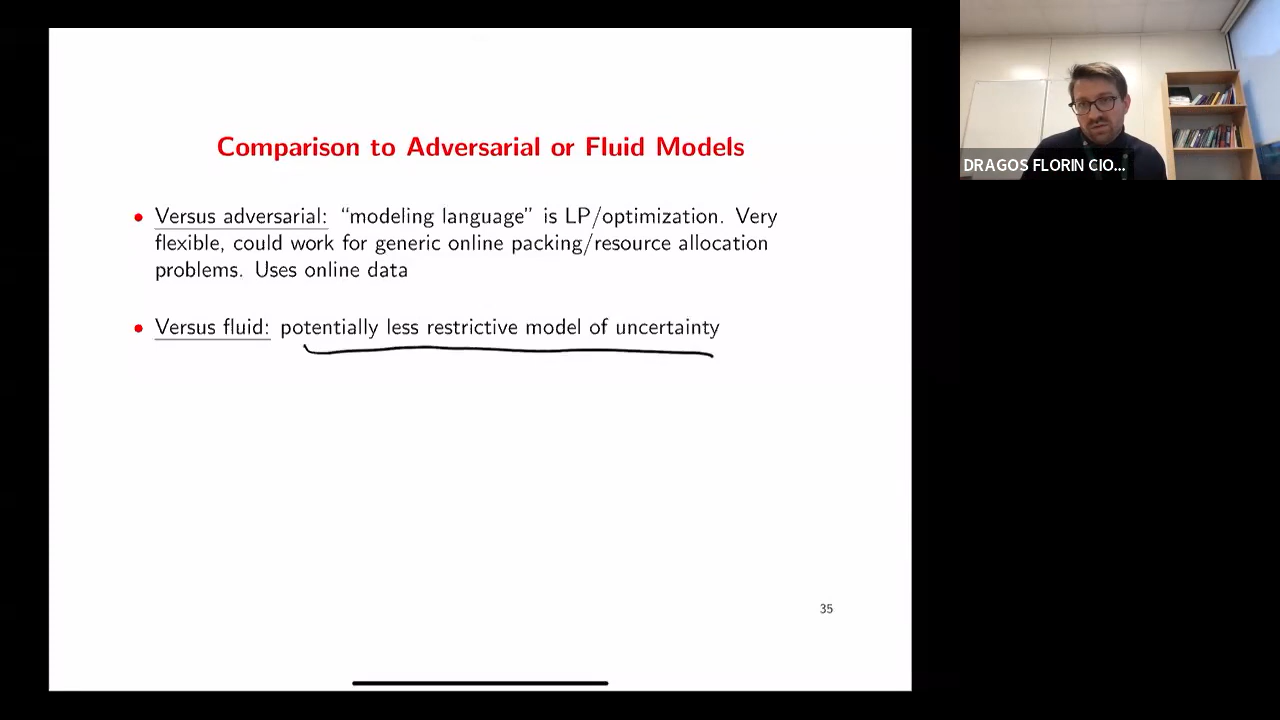 Comparison to Adversarial or Fluid Models
• Versus adversarial: “modeling language” is LP/optimization. Very
flexible, could work for generic online packing/resource allocation
problems. Uses online data
• Versus fluid: potentially less restrictive model of uncertainty
35
DRAGOS FLORIN CIO...